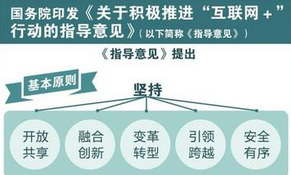 国务院印发《关于积极推进“互联网+”
行动的指导意见》(以下简称《指导意见》)
《指导意见》提出
基本原则
坚持
开放
共享
融合
创新
变革
转型
引领
跨越
安全
有序